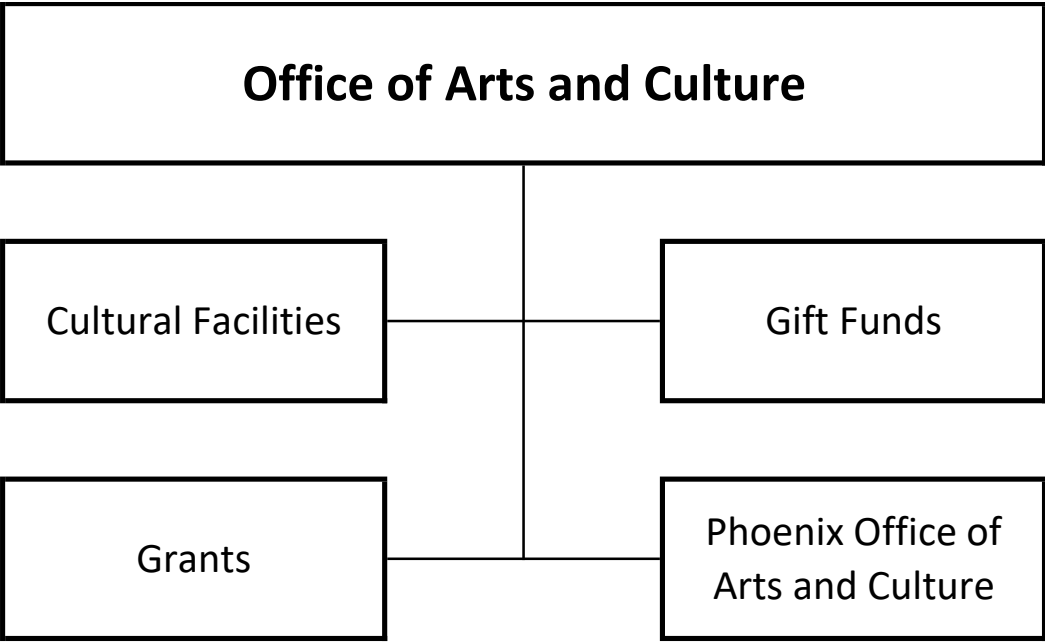 Office of Arts and Culture
Cultural Facilities
Gift Funds
Grants
Phoenix Office of
Arts and Culture